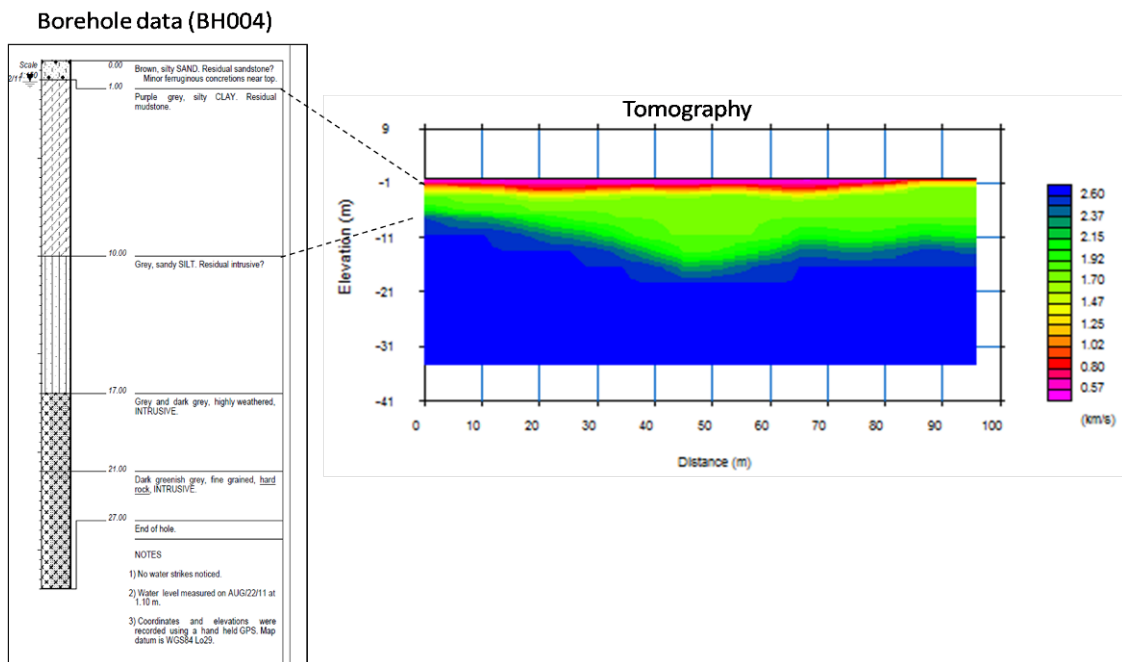 Borehole data (BH004)
Scale
0.00
Brown, silty SAND. Residual sandstone?
Minor ferruginous concretions near top.
1.00
Purple grey, silty CLAY. Residual
mudstone.
10.00
Grey, sandy SILT. Residual intrusive?
17.00
Grey and dark grey, highly weathered,
INTRUSIVE.
21.00
Dark greenish grey, fine grained, hard
rock, INTRUSIVE.
27.00
End of hole.
NOTES
1) No water strikes noticed.
2) Water level measured on AUG/22/11 at
1.10 m.
3) Coordinates and elevations were
recorded using a hand held GPS. Map
datum is WGS84 Lo29.
Tomography
Elevation (m)
9
-1
-11
-21
-31
-41
0 10 20 30 40 50 60 70 80 90 100
Distance (m)
2.60
2.37
2.15
1.92
1.70
1.47
1.25
1.02
0.80
0.57
(km/s)